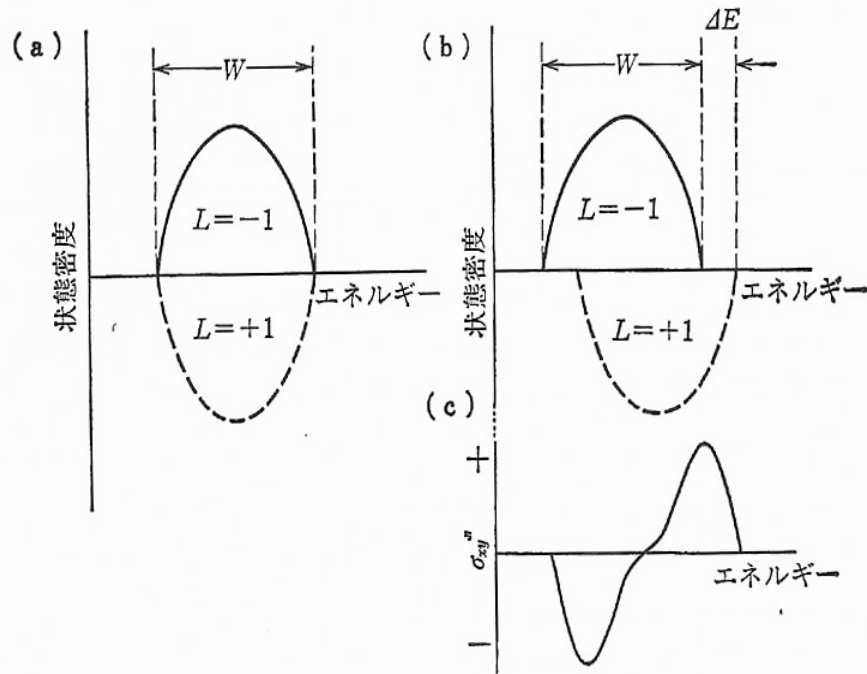 (a)
W
L=−1
L=+1
状態密度
エネルギー
(b)
W
ΔE
L=−1
L=+1
状態密度
エネルギー
(c)
+
σxy″
−
エネルギー